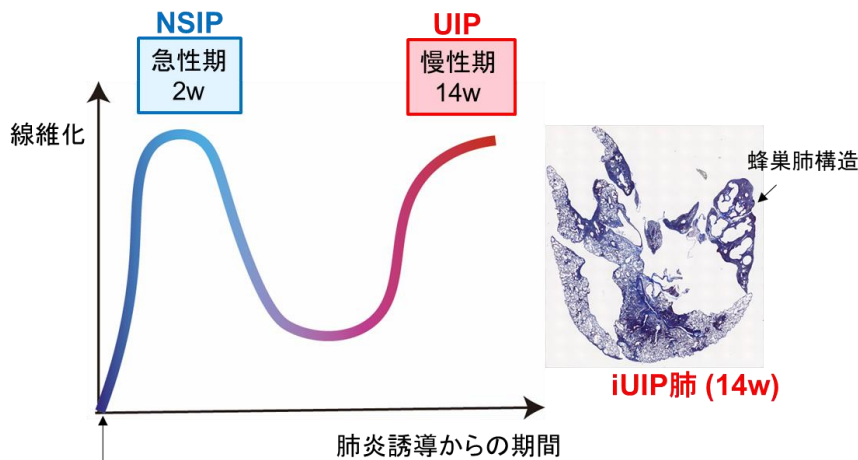 NSIP
急性期
2w
UIP
慢性期
14w
線維化
蜂巣肺構造
iUIP肺 (14w)
肺炎誘導からの期間